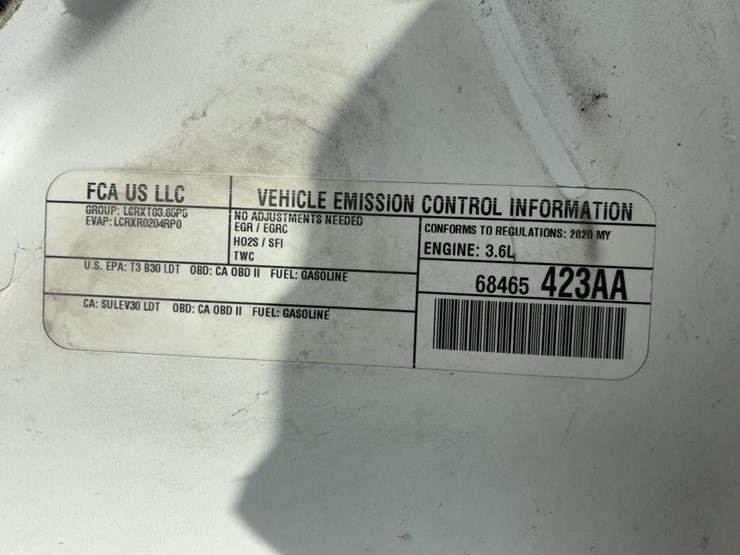 FCA US LLC
GROUP: LCRXT03.65P5
EVAP: LCRXR0204RP0
VEHICLE EMISSION CONTROL INFORMATION
NO ADJUSTMENTS NEEDED
EGR / EGRC
HO2S / SFI
TWC
CONFORMS TO REGULATIONS: 2020 MY
ENGINE: 3.6L
U.S. EPA: T3 B30 LDT OBD: CA OBD II FUEL: GASOLINE
68465 423AA
CA: SULEV30 LDT OBD: CA OBD II FUEL: GASOLINE